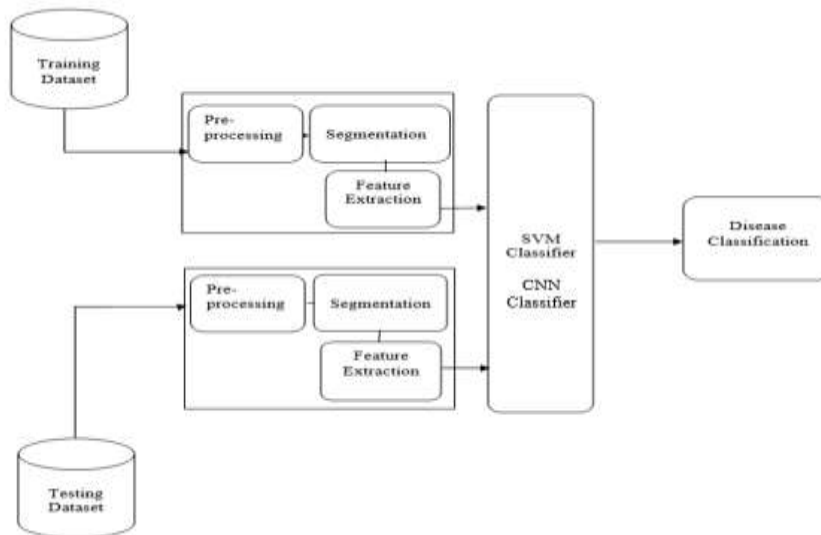 Training
Dataset
Pre-
processing
Segmentation
Feature
Extraction
SVM
Classifier
CNN
Classifier
Disease
Classification
Pre-
processing
Segmentation
Feature
Extraction
Testing
Dataset